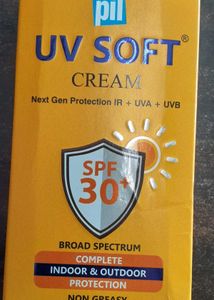 pil
UV SOFT®
CREAM
Next Gen Protection IR + UVA + UVB
SPF
30+
BROAD SPECTRUM
COMPLETE
INDOOR & OUTDOOR
PROTECTION
NON GREASY